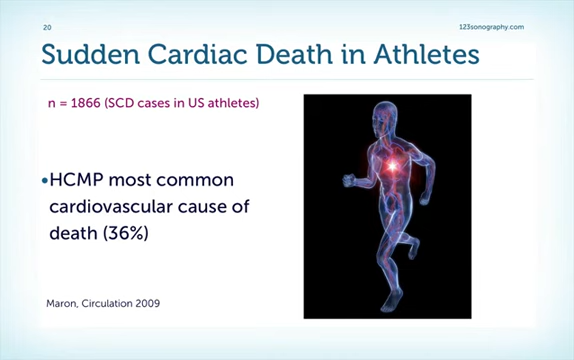 20
123sonography.com
Sudden Cardiac Death in Athletes
n = 1866 (SCD cases in US athletes)
•HCMP most common
cardiovascular cause of
death (36%)
Maron, Circulation 2009